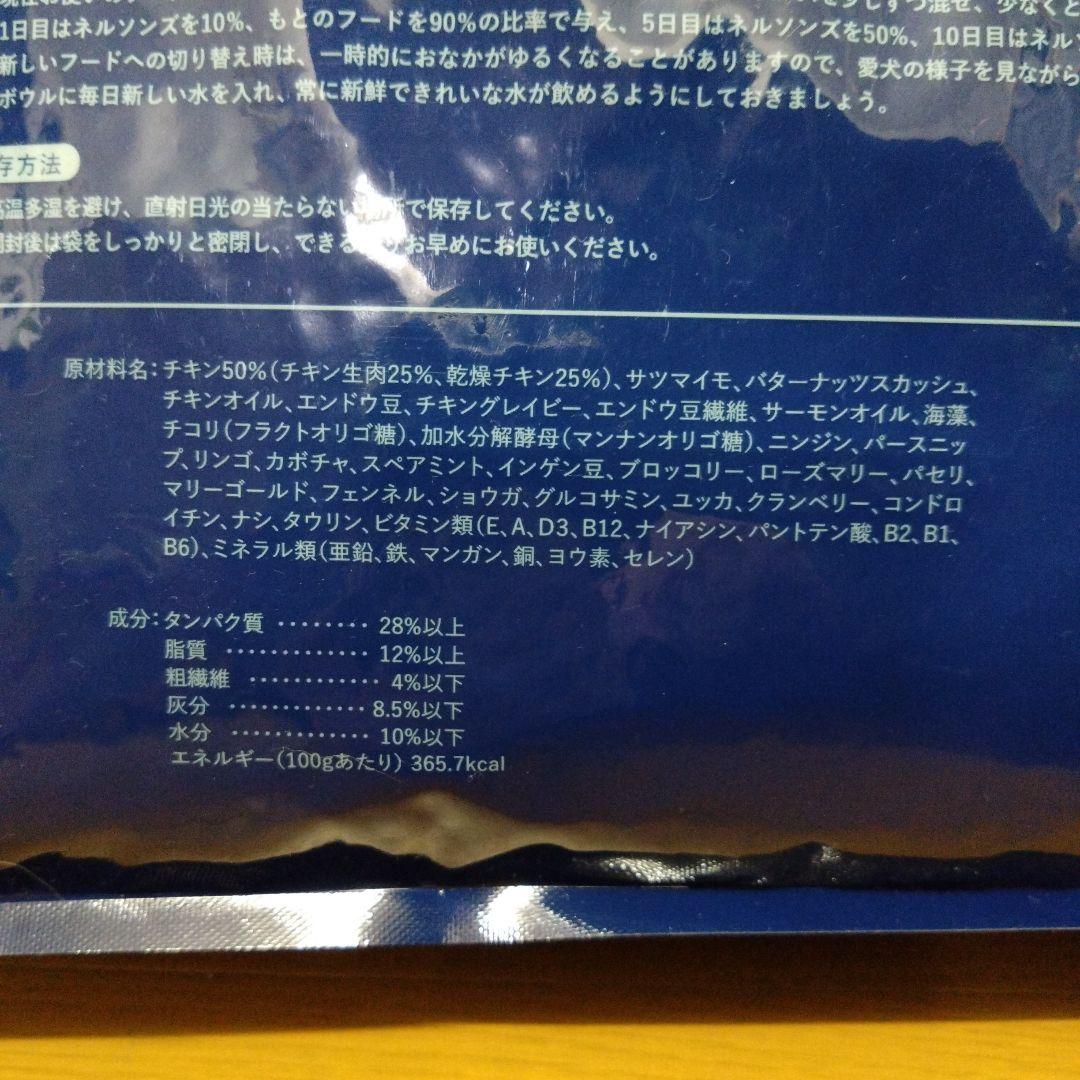 1日目はネルソンズを10%、もとのフードを90%の比率で与え、5日目はネルソンズを50%、10日目はネル
新しいフードへの切り替え時は、一時的におなかがゆるくなることがありますので、愛犬の様子を見ながら
ボウルに毎日新しい水を入れ、常に新鮮できれいな水が飲めるようにしておきましょう。
存方法
高温多湿を避け、直射日光の当たらない で保存してください。
開封後は袋をしっかりと密閉し、できる りお早めにお使いください。
原材料名:チキン50%(チキン生肉25%、乾燥チキン25%)、サツマイモ、バターナッツスカッシュ、
チキンオイル、エンドウ豆、チキングレイビー、エンドウ豆繊維、サーモンオイル、海藻、
チコリ(フラクトオリゴ糖)、加水分解酵母(マンナンオリゴ糖)、ニンジン、パースニッ
プ、リンゴ、カボチャ、スペアミント、インゲン豆、ブロッコリー、ローズマリー、パセリ、
マリーゴールド、フェンネル、ショウガ、グルコサミン、ユッカ、クランベリー、コンドロ
イチン、ナシ、タウリン、ビタミン類(E、A、D3、B12、ナイアシン、パントテン酸、B2、B1、
B6)、ミネラル類(亜鉛、鉄、マンガン、銅、ヨウ素、セレン)
成分:タンパク質 ········ 28%以上
脂質 ············· 12%以上
粗繊維 ············ 4%以下
灰分 ············· 8.5%以下
水分 ············· 10%以下
エネルギー(100gあたり) 365.7kcal